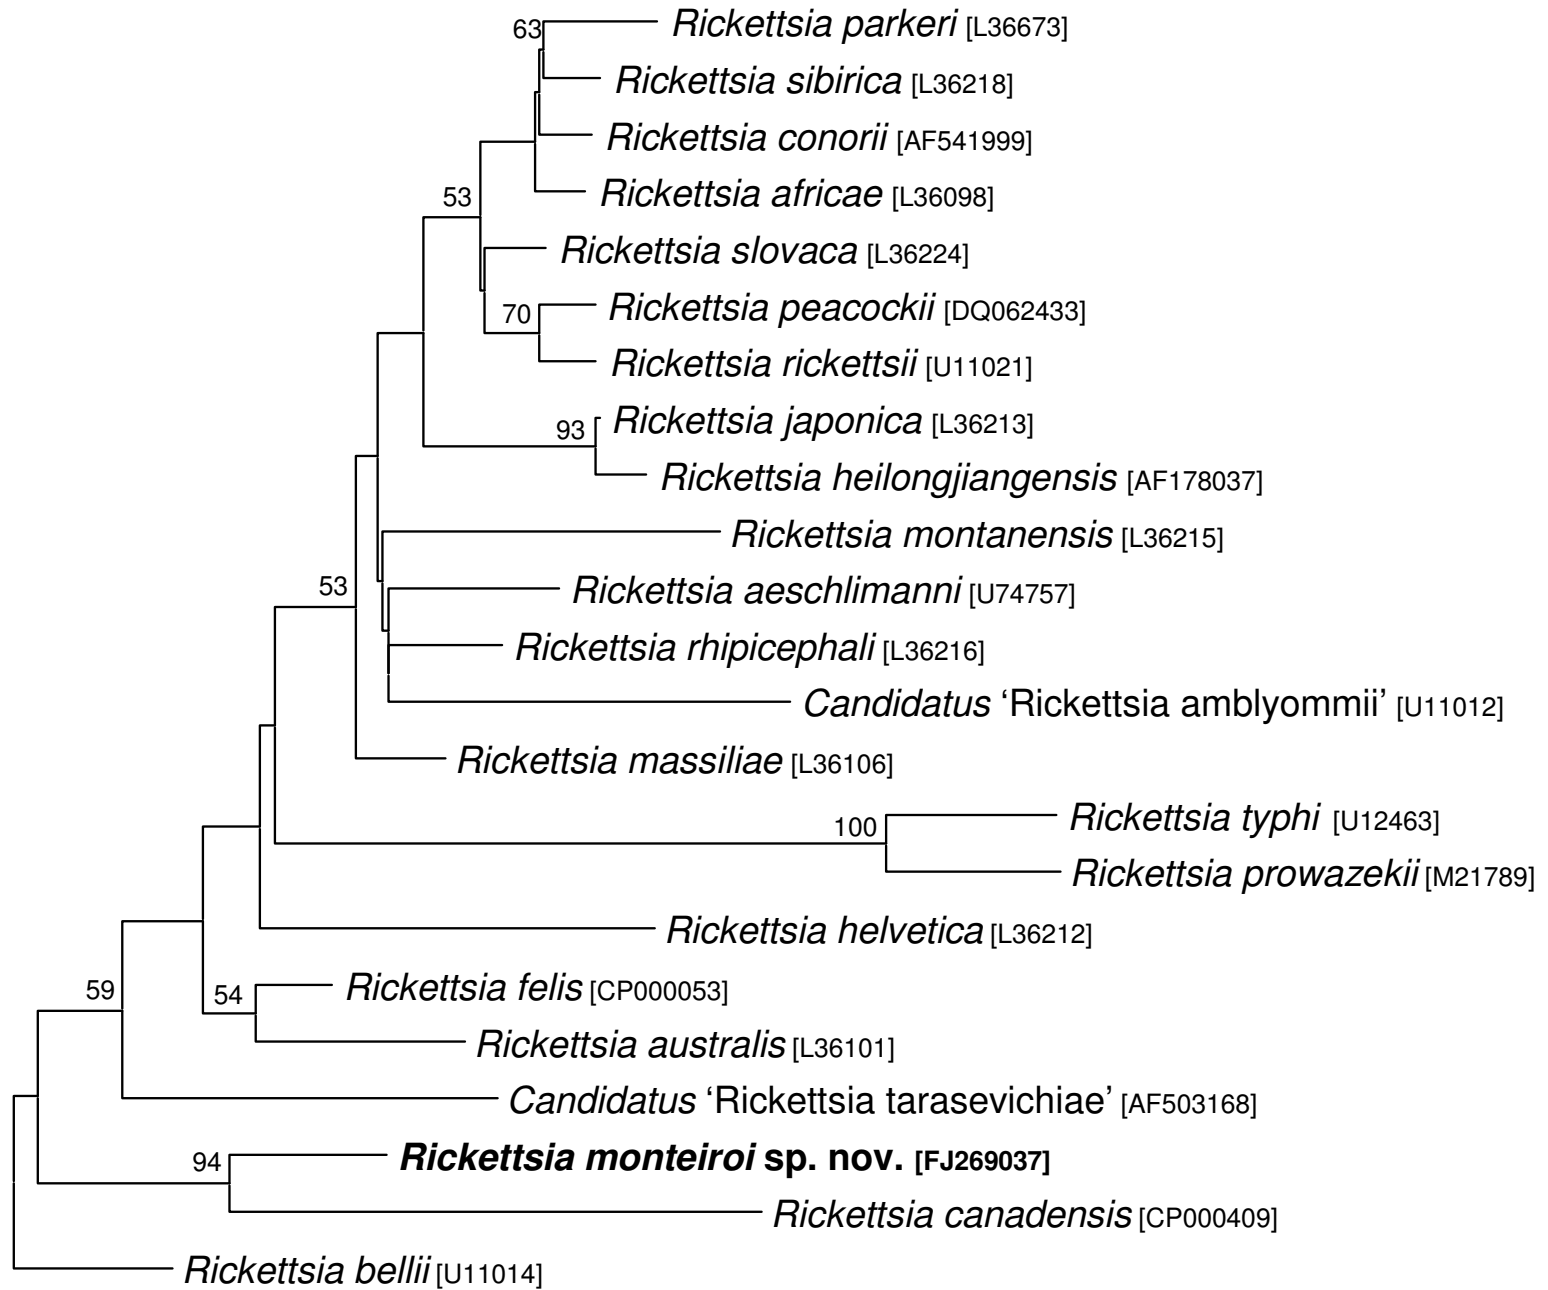 63
Rickettsia parkeri [L36673]
Rickettsia sibirica [L36218]
Rickettsia conorii [AF541999]
Rickettsia africae [L36098]
53
Rickettsia slovaca [L36224]
Rickettsia peacockii [DQ062433]
70
Rickettsia rickettsii [U11021]
Rickettsia japonica [L36213]
93
Rickettsia heilongjiangensis [AF178037]
Rickettsia montanensis [L36215]
53
Rickettsia aeschlimanni [U74757]
Rickettsia rhipicephali [L36216]
Candidatus ‘Rickettsia amblyommii’ [U11012]
Rickettsia massiliae [L36106]
Rickettsia typhi [U12463]
100
Rickettsia prowazekii [M21789]
Rickettsia helvetica [L36212]
59
54
Rickettsia felis [CP000053]
Rickettsia australis [L36101]
Candidatus ‘Rickettsia tarasevichiae’ [AF503168]
94
Rickettsia monteiroi sp. nov. [FJ269037]
Rickettsia canadensis [CP000409]
Rickettsia bellii [U11014]